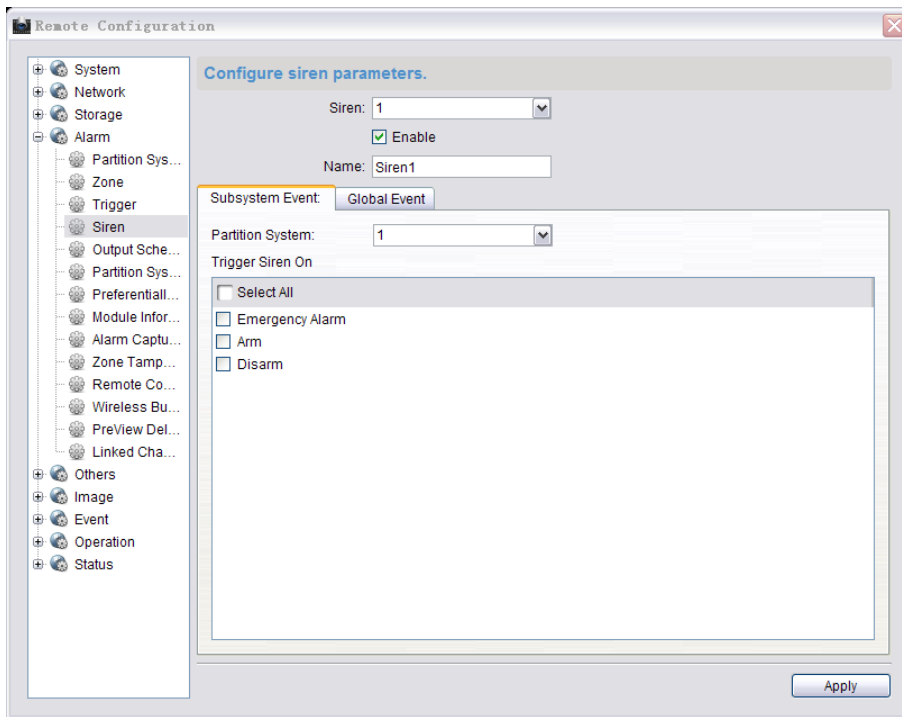 Remote Configuration
System
Network
Storage
Alarm
Partition Sys...
Zone
Trigger
Siren
Output Sche...
Partition Sys...
Preferentiall...
Module Infor...
Alarm Captu...
Zone Tamp...
Remote Co...
Wireless Bu...
PreView Del...
Linked Cha...
Others
Image
Event
Operation
Status
Configure siren parameters.
Siren: 1
Enable
Name: Siren1
Subsystem Event: Global Event
Partition System: 1
Trigger Siren On
Select All
Emergency Alarm
Arm
Disarm
Apply